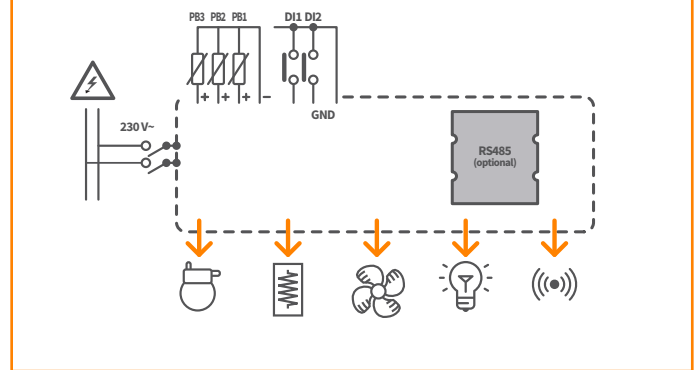 PB3 PB2 PB1 DI1 DI2
+ + + −
GND
230 V~
RS485
(optional)